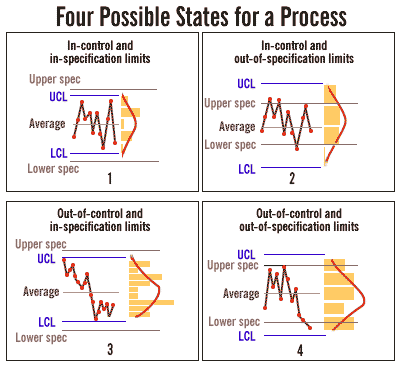 Four Possible States for a Process
In-control and
in-specification limits
Upper spec
UCL
Average
LCL
Lower spec
1
In-control and
out-of-specification limits
UCL
Upper spec
Average
Lower spec
LCL
2
Out-of-control and
in-specification limits
Upper spec
UCL
Average
LCL
Lower spec
3
Out-of-control and
out-of-specification limits
UCL
Upper spec
Average
Lower spec
LCL
4